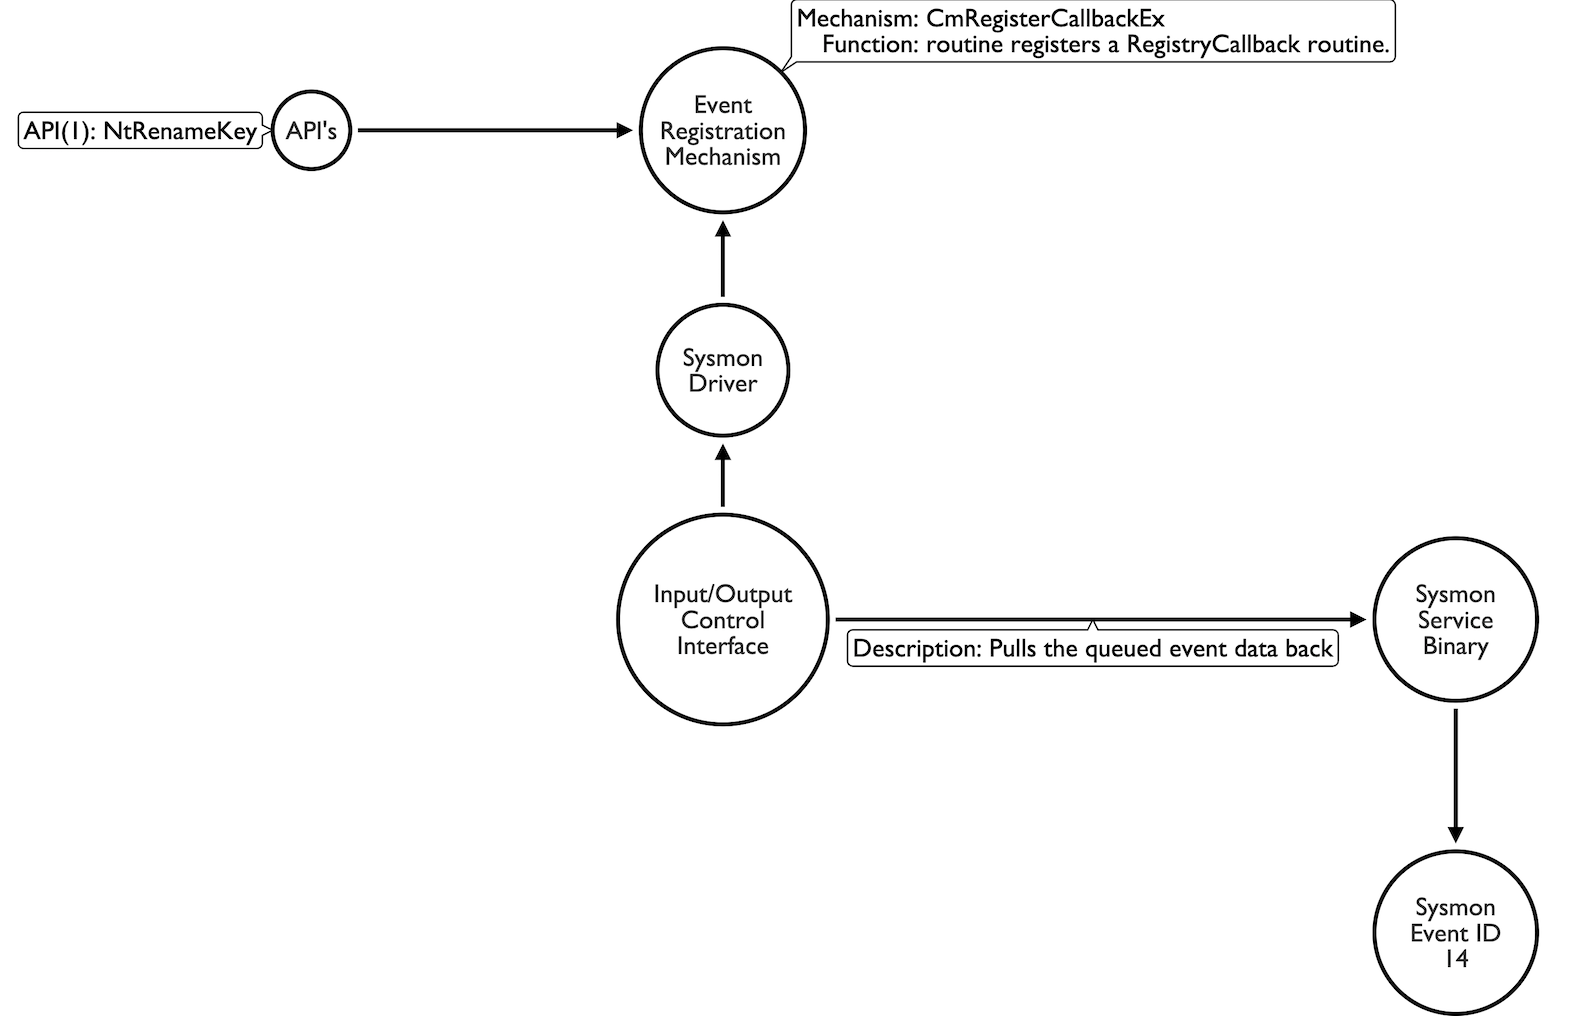 Mechanism: CmRegisterCallbackEx
Function: routine registers a RegistryCallback routine.
API(1): NtRenameKey
API's
Event
Registration
Mechanism
Sysmon
Driver
Input/Output
Control
Interface
Description: Pulls the queued event data back
Sysmon
Service
Binary
Sysmon
Event ID
14